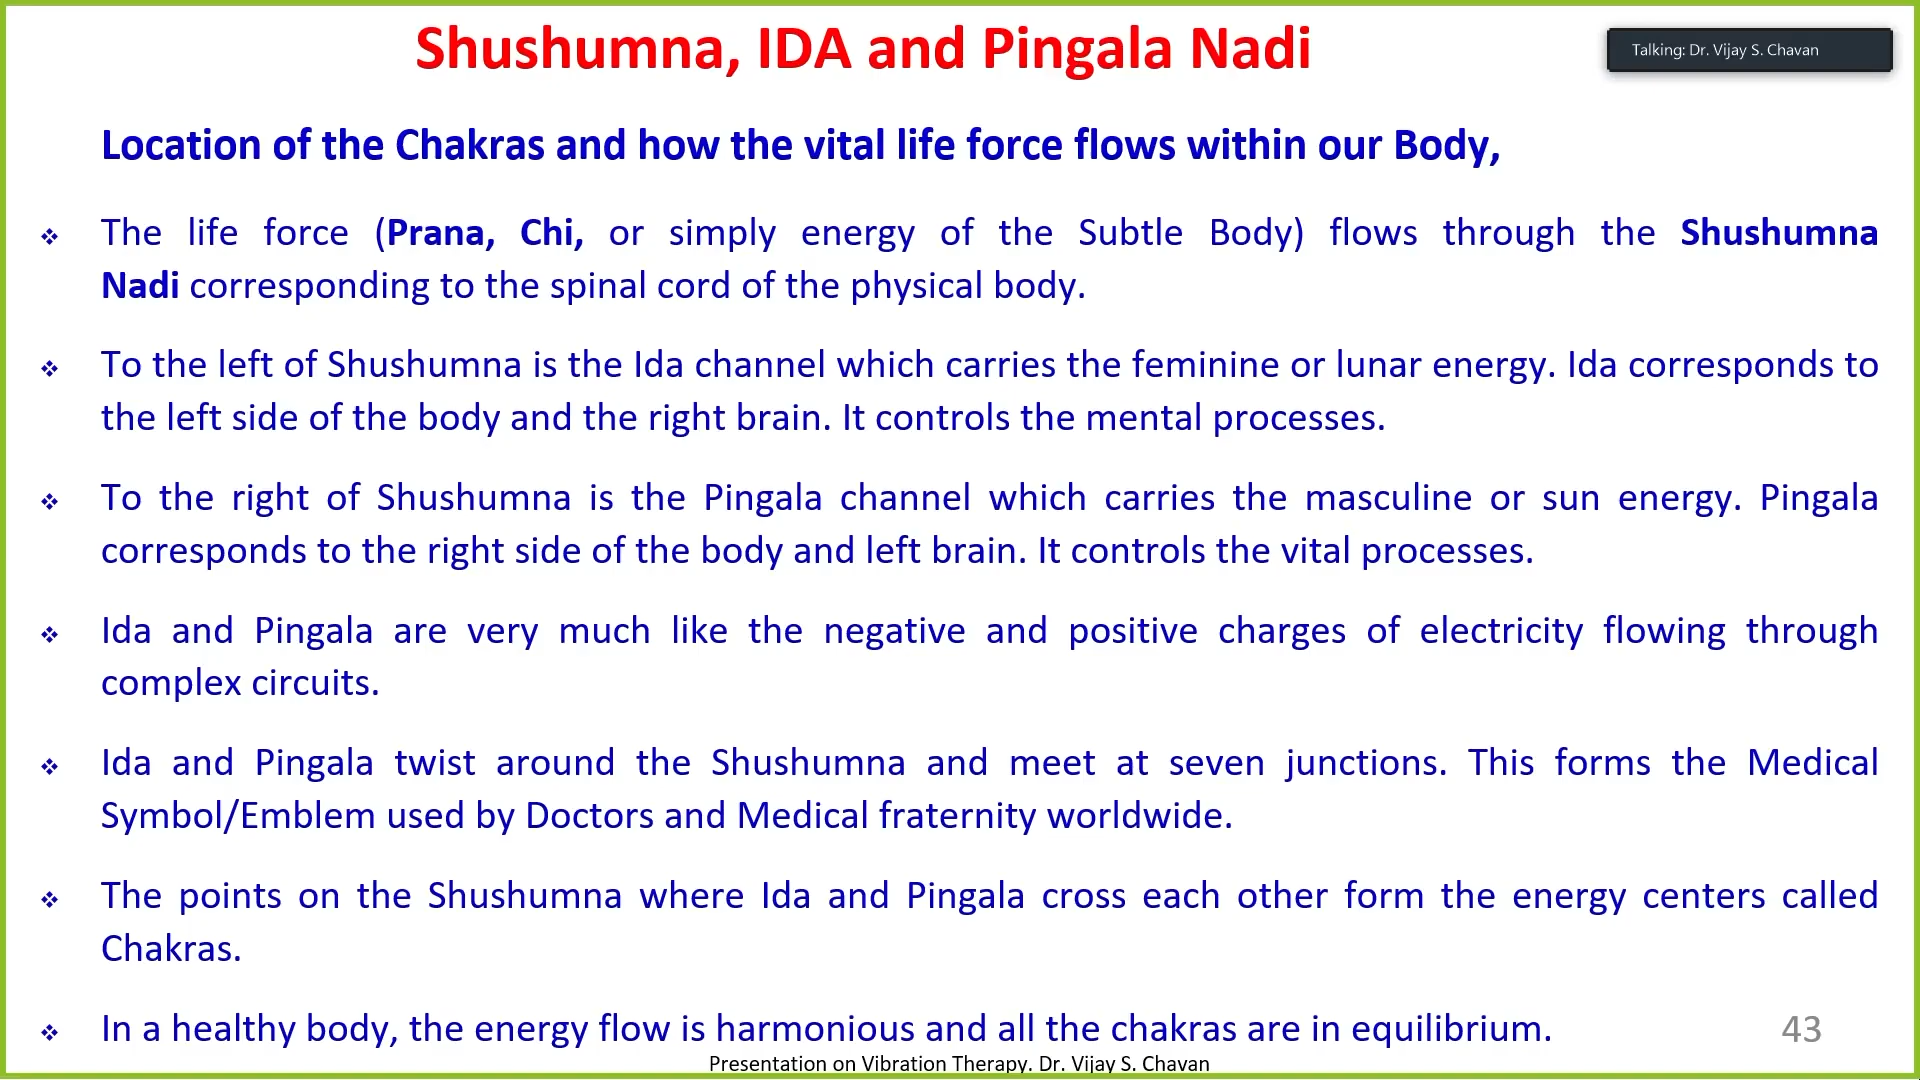 Shushumna, IDA and Pingala Nadi
Talking: Dr. Vijay S. Chavan
Location of the Chakras and how the vital life force flows within our Body,
❖ The life force (Prana, Chi, or simply energy of the Subtle Body) flows through the Shushumna
Nadi corresponding to the spinal cord of the physical body.
❖ To the left of Shushumna is the Ida channel which carries the feminine or lunar energy. Ida corresponds to
the left side of the body and the right brain. It controls the mental processes.
❖ To the right of Shushumna is the Pingala channel which carries the masculine or sun energy. Pingala
corresponds to the right side of the body and left brain. It controls the vital processes.
❖ Ida and Pingala are very much like the negative and positive charges of electricity flowing through
complex circuits.
❖ Ida and Pingala twist around the Shushumna and meet at seven junctions. This forms the Medical
Symbol/Emblem used by Doctors and Medical fraternity worldwide.
❖ The points on the Shushumna where Ida and Pingala cross each other form the energy centers called
Chakras.
❖ In a healthy body, the energy flow is harmonious and all the chakras are in equilibrium.
43
Presentation on Vibration Therapy. Dr. Vijay S. Chavan